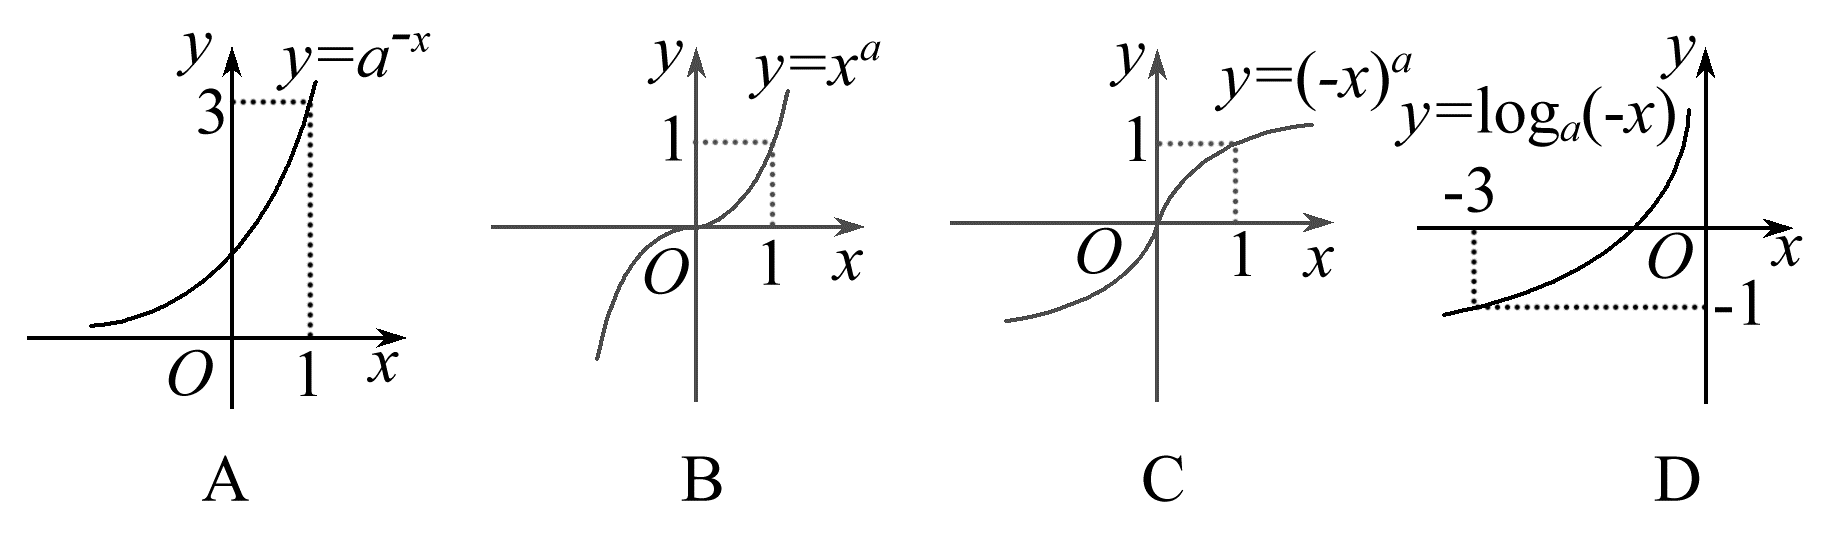 y y=a^{-x} 3 O 1 x
A
y y=x^a 1 O 1 x
B
y y=(-x)^a 1 O 1 x
C
y y=log_a(-x) -3 O x -1
D